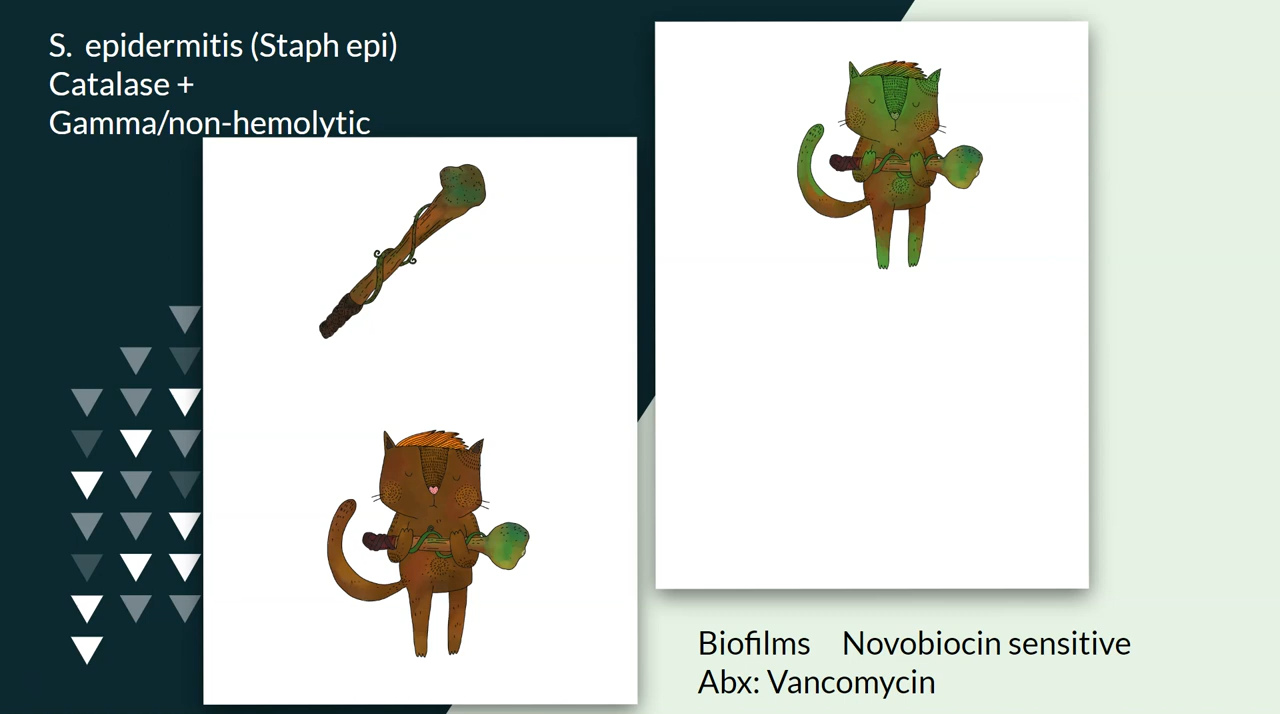 S. epidermitis (Staph epi)
Catalase +
Gamma/non-hemolytic
Biofilms Novobiocin sensitive
Abx: Vancomycin